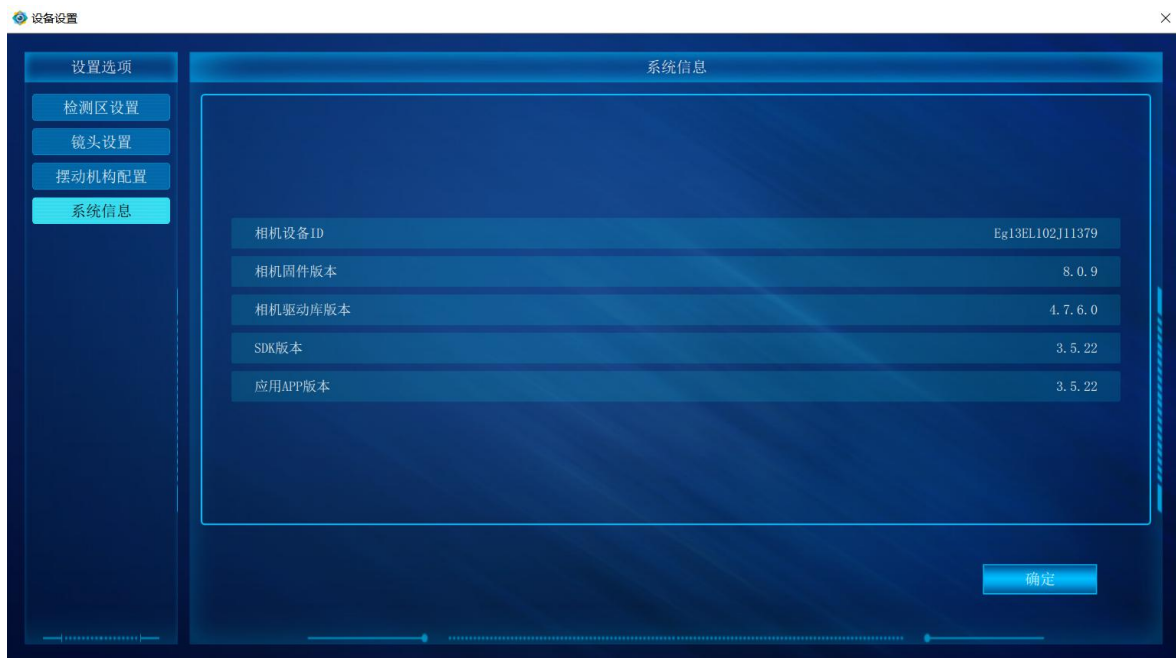 设备设置
设置选项
系统信息
检测区设置
镜头设置
摆动机构配置
系统信息
相机设备ID Eg13EL102J11379
相机固件版本 8.0.9
相机驱动库版本 4.7.6.0
SDK版本 3.5.22
应用APP版本 3.5.22
确定